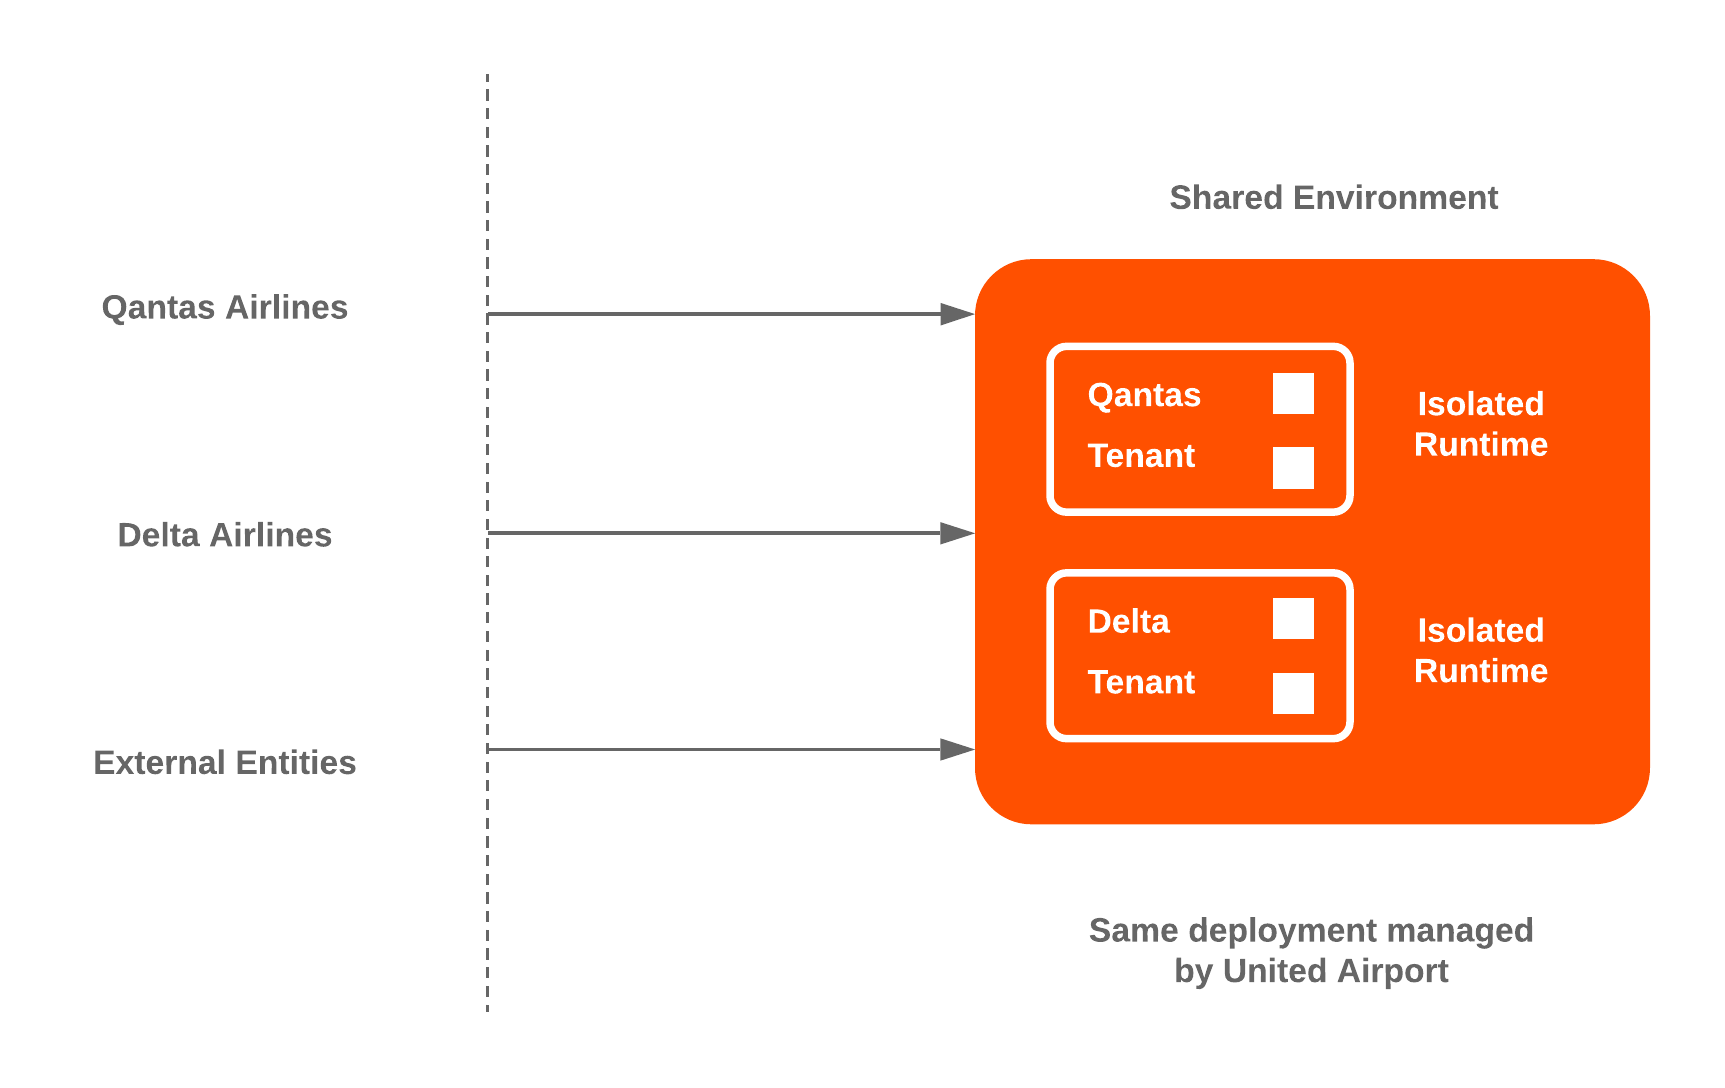 Shared Environment
Qantas Airlines
Delta Airlines
External Entities
Qantas
Tenant
Isolated
Runtime
Delta
Tenant
Isolated
Runtime
Same deployment managed
by United Airport